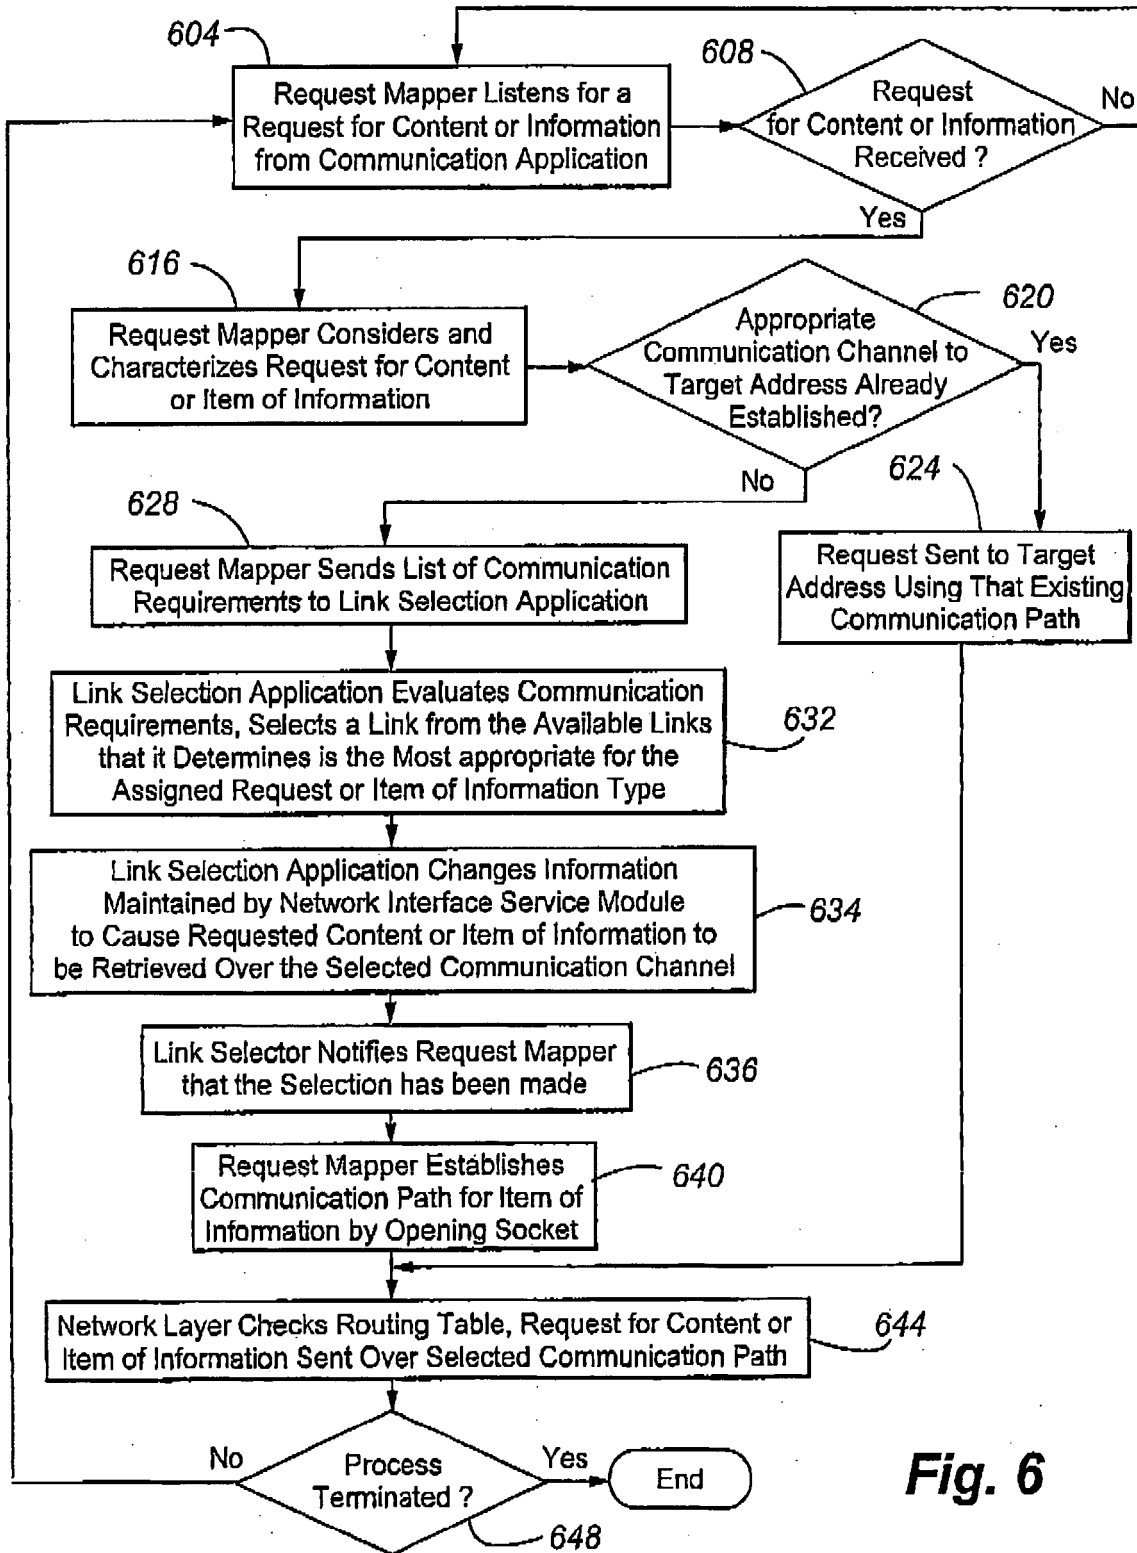 604
Request Mapper Listens for a
Request for Content or Information
from Communication Application
608
Request
for Content or Information
Received ?
No
Yes
616
Request Mapper Considers and
Characterizes Request for Content
or Item of Information
620
Appropriate
Communication Channel to
Target Address Already
Established?
Yes
No
624
Request Sent to Target
Address Using That Existing
Communication Path
628
Request Mapper Sends List of Communication
Requirements to Link Selection Application
Link Selection Application Evaluates Communication
Requirements, Selects a Link from the Available Links
that it Determines is the Most appropriate for the
Assigned Request or Item of Information Type
632
Link Selection Application Changes Information
Maintained by Network Interface Service Module
to Cause Requested Content or Item of Information to
be Retrieved Over the Selected Communication Channel
634
Link Selector Notifies Request Mapper
that the Selection has been made
636
Request Mapper Establishes
Communication Path for Item of
Information by Opening Socket
640
Network Layer Checks Routing Table, Request for Content or
Item of Information Sent Over Selected Communication Path
644
No
Process
Terminated ?
Yes
End
648
Fig. 6